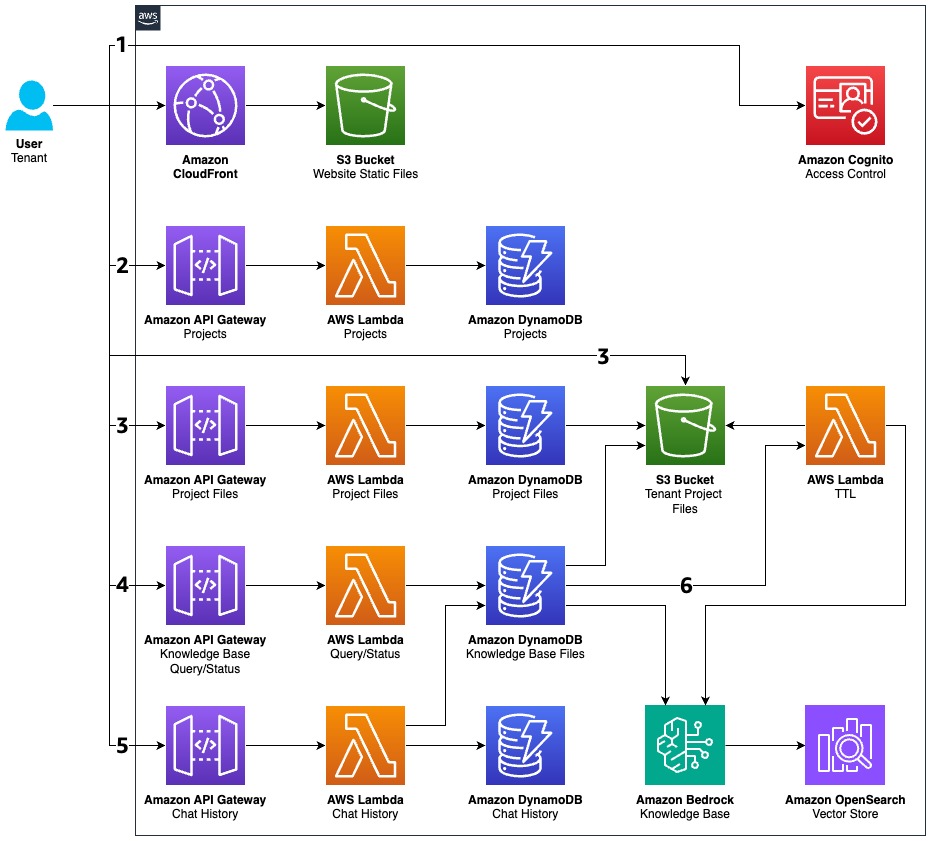 aws
1
User
Tenant
Amazon
CloudFront
S3 Bucket
Website Static Files
Amazon Cognito
Access Control
2
</>
Amazon API Gateway
Projects
AWS Lambda
Projects
Amazon DynamoDB
Projects
3
3
</>
Amazon API Gateway
Project Files
AWS Lambda
Project Files
Amazon DynamoDB
Project Files
S3 Bucket
Tenant Project
Files
AWS Lambda
TTL
4
</>
6
Amazon API Gateway
Knowledge Base
Query/Status
AWS Lambda
Query/Status
Amazon DynamoDB
Knowledge Base Files
5
</>
Amazon API Gateway
Chat History
AWS Lambda
Chat History
Amazon DynamoDB
Chat History
Amazon Bedrock
Knowledge Base
Amazon OpenSearch
Vector Store